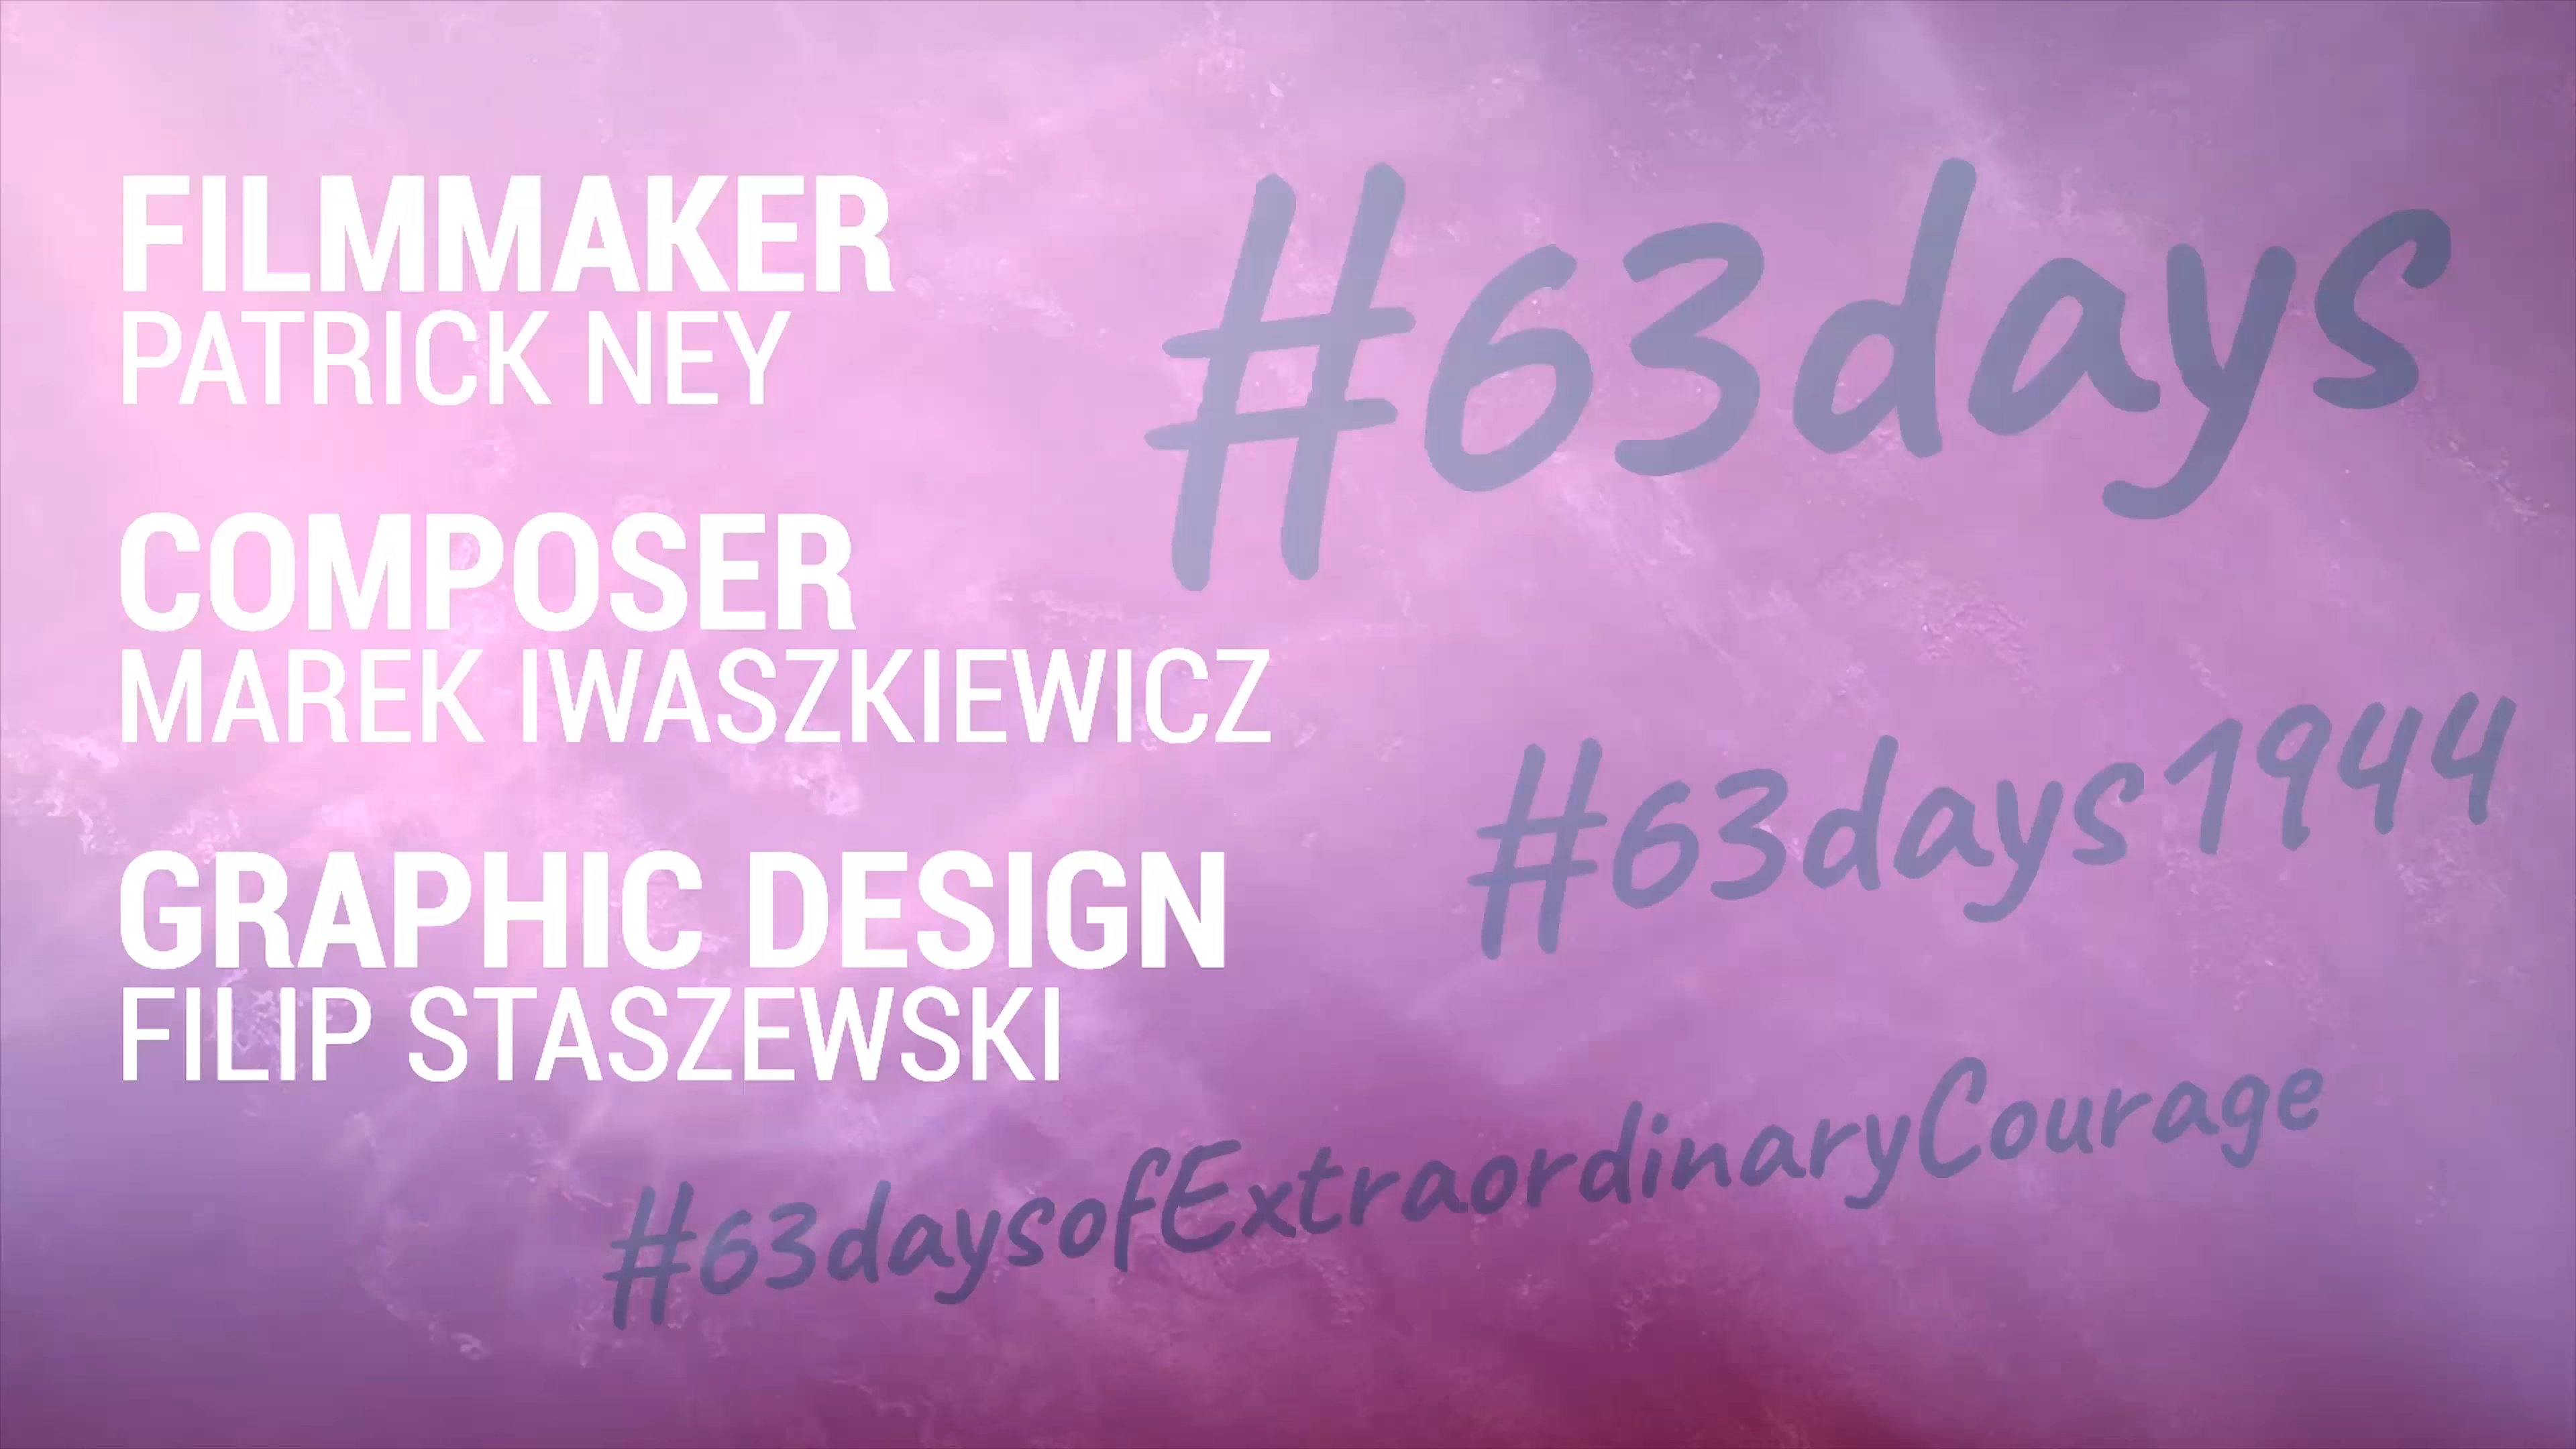 FILMMAKER
PATRICK NEY
COMPOSER
MAREK IWASZKIEWICZ
GRAPHIC DESIGN
FILIP STASZEWSKI
#63days
#63days1944
#63daysofExtraordinaryCourage